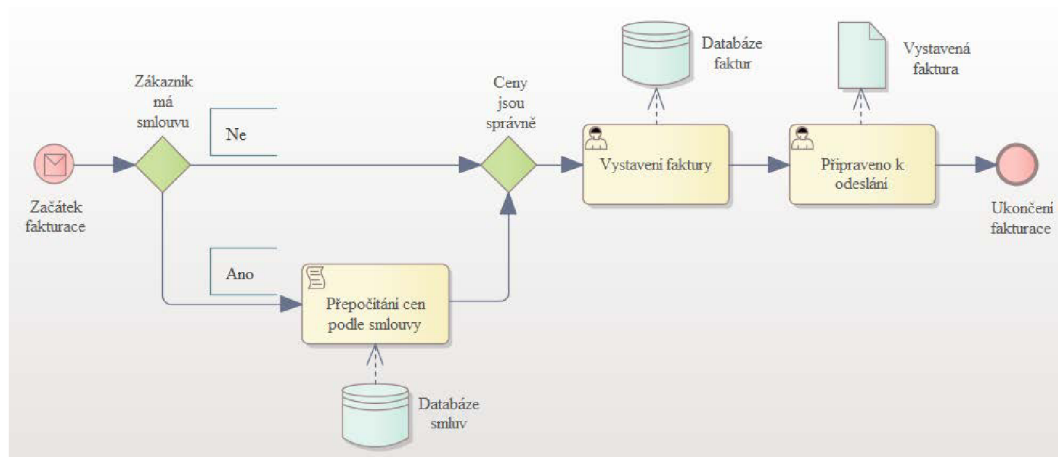 Zákazník
má
smlouvu
Ne
Ceny
jsou
správně
Databáze
faktur
Vystavená
faktura
Začátek
fakturace
Vystavení faktury
Připraveno k
odeslání
Ukončení
fakturace
Ano
Přepočítání cen
podle smlouvy
Databáze
smluv